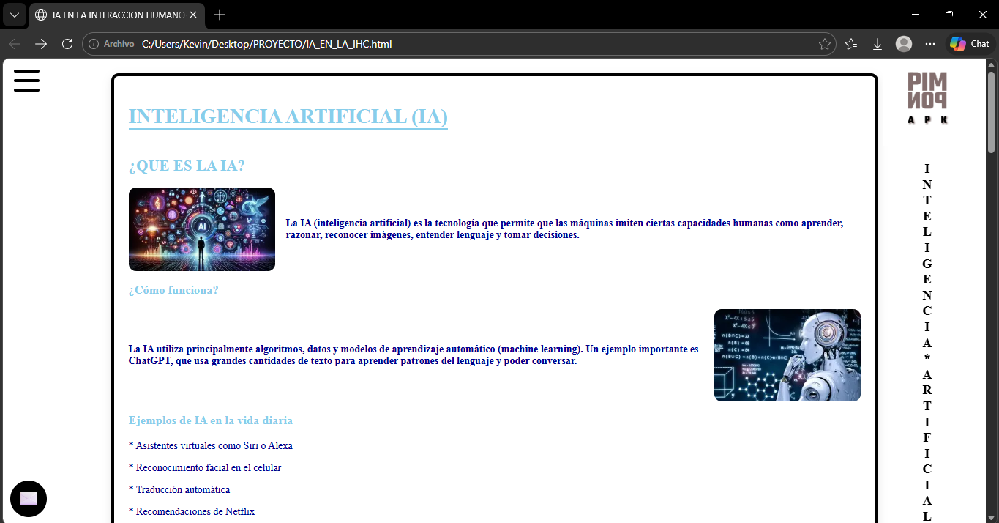 IA EN LA INTERACCION HUMANO
Archivo C:/Users/Kevin/Desktop/PROYECTO/IA_EN_LA_IHC.html
Chat
PIM
PON
APK
INTELIGENCIA ARTIFICIAL (IA)
¿QUE ES LA IA?
AI
La IA (inteligencia artificial) es la tecnología que permite que las máquinas imiten ciertas capacidades humanas como aprender,
razonar, reconocer imágenes, entender lenguaje y tomar decisiones.
¿Cómo funciona?
La IA utiliza principalmente algoritmos, datos y modelos de aprendizaje automático (machine learning). Un ejemplo importante es
ChatGPT, que usa grandes cantidades de texto para aprender patrones del lenguaje y poder conversar.
Ejemplos de IA en la vida diaria
* Asistentes virtuales como Siri o Alexa
* Reconocimiento facial en el celular
* Traducción automática
* Recomendaciones de Netflix
I
N
T
E
L
I
G
E
N
C
I
A
*
A
R
T
I
F
I
C
I
A
L